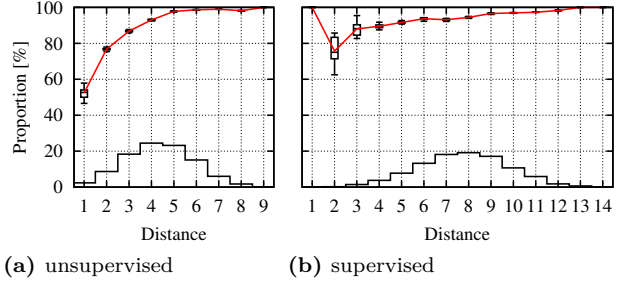 Proportion [%]
100
80
60
40
20
0
1 2 3 4 5 6 7 8 9
Distance
1 2 3 4 5 6 7 8 9 10 11 12 13 14
Distance
(a) unsupervised
(b) supervised